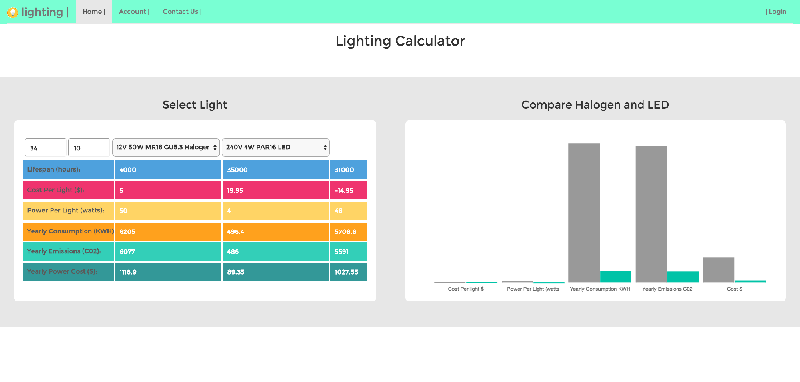 lighting |
Home |
Account |
Contact Us |
| Login
Lighting Calculator
Select Light
34
10
12V 50W MR16 GU5.3 Halogen
240V 4W PAR16 LED
Lifespan (hours):
4000
35000
31000
Cost Per Light ($):
5
19.95
-14.95
Power Per Light (watts):
50
4
46
Yearly Consumption (KWH)
6205
496.4
5708.6
Yearly Emissions (CO2):
6077
486
5591
Yearly Power Cost ($):
1116.9
89.35
1027.55
Compare Halogen and LED
Cost Per light $
Power Per Light (watts
Yearly Consumption KWH
Yearly Emissions CO2
Cost $